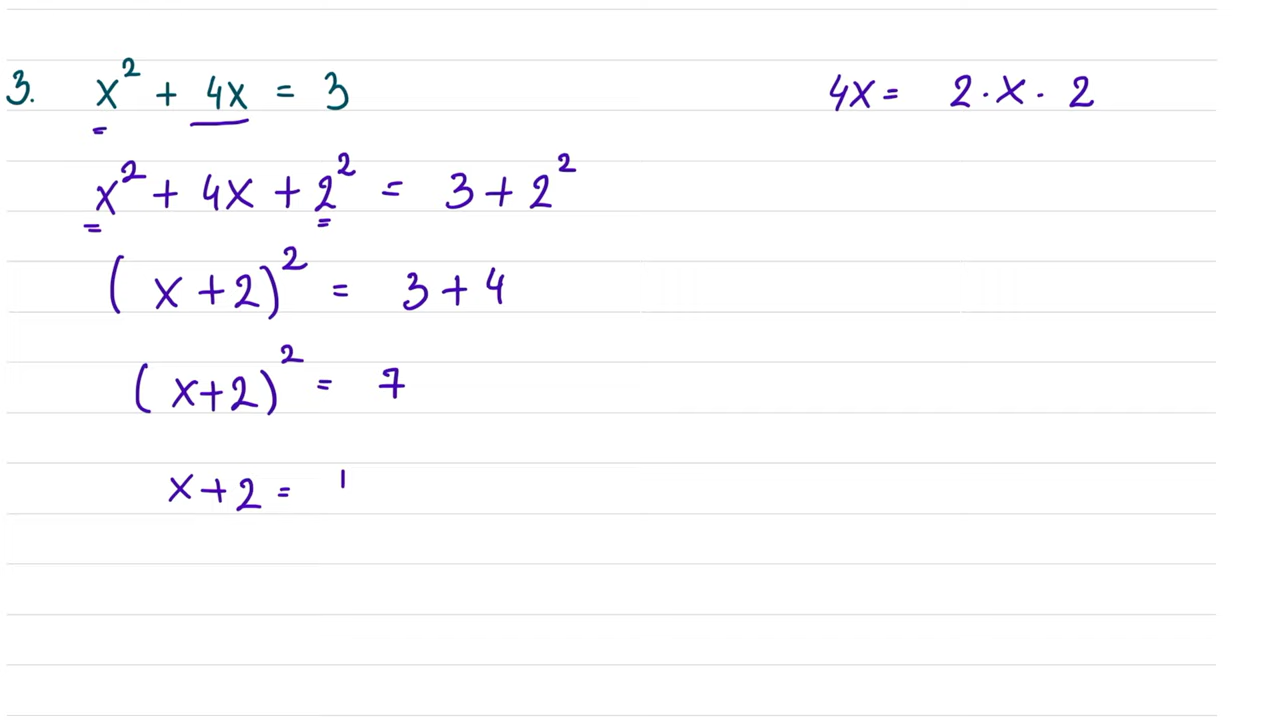 3. x² + 4x = 3
4x = 2 · x · 2
x² + 4x + 2² = 3 + 2²
(x + 2)² = 3 + 4
(x + 2)² = 7
x + 2 =